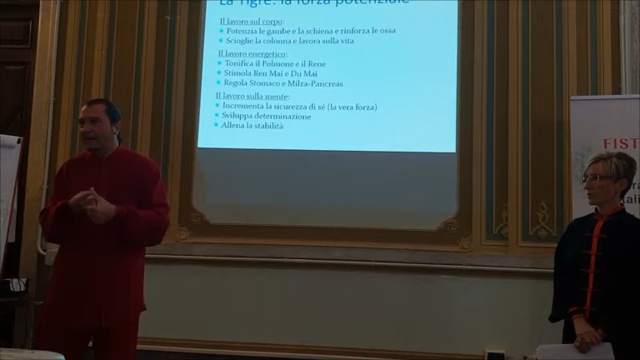 La Tigre: la forza potenziale
Il lavoro sul corpo:
Potenzia le gambe e la schiena e rinforza le ossa
Scioglie la colonna e lavora sulla vita
Il lavoro energetico:
Tonifica il Polmone e il Rene
Stimola Ren Mai e Du Mai
Regola Stomaco e Milza-Pancreas
Il lavoro sulla mente:
Incrementa la sicurezza di sé (la vera forza)
Sviluppa determinazione
Allena la stabilità
FIST